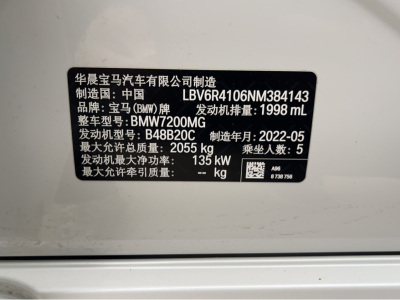 华晨宝马汽车有限公司制造
制造国: 中国 LBV6R4106NM384143
品牌: 宝马(BMW)牌 发动机排量: 1998 mL
整车型号: BMW7200MG
发动机型号: B48B20C 制造年月: 2022-05
最大允许总质量: 2055 kg 乘坐人数: 5
发动机最大净功率: 135 kW A90
最大允许牵引质量: -- kg 8 730 750